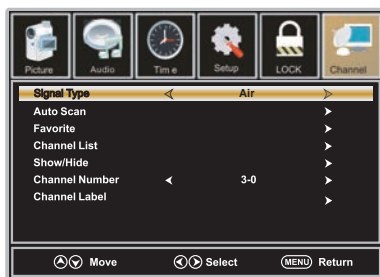 Picture Audio Tim e Setup LOCK Channel
Signal Type Air
Auto Scan
Favorite
Channel List
Show/Hide
Channel Number 3-0
Channel Label
Move Select MENU Return